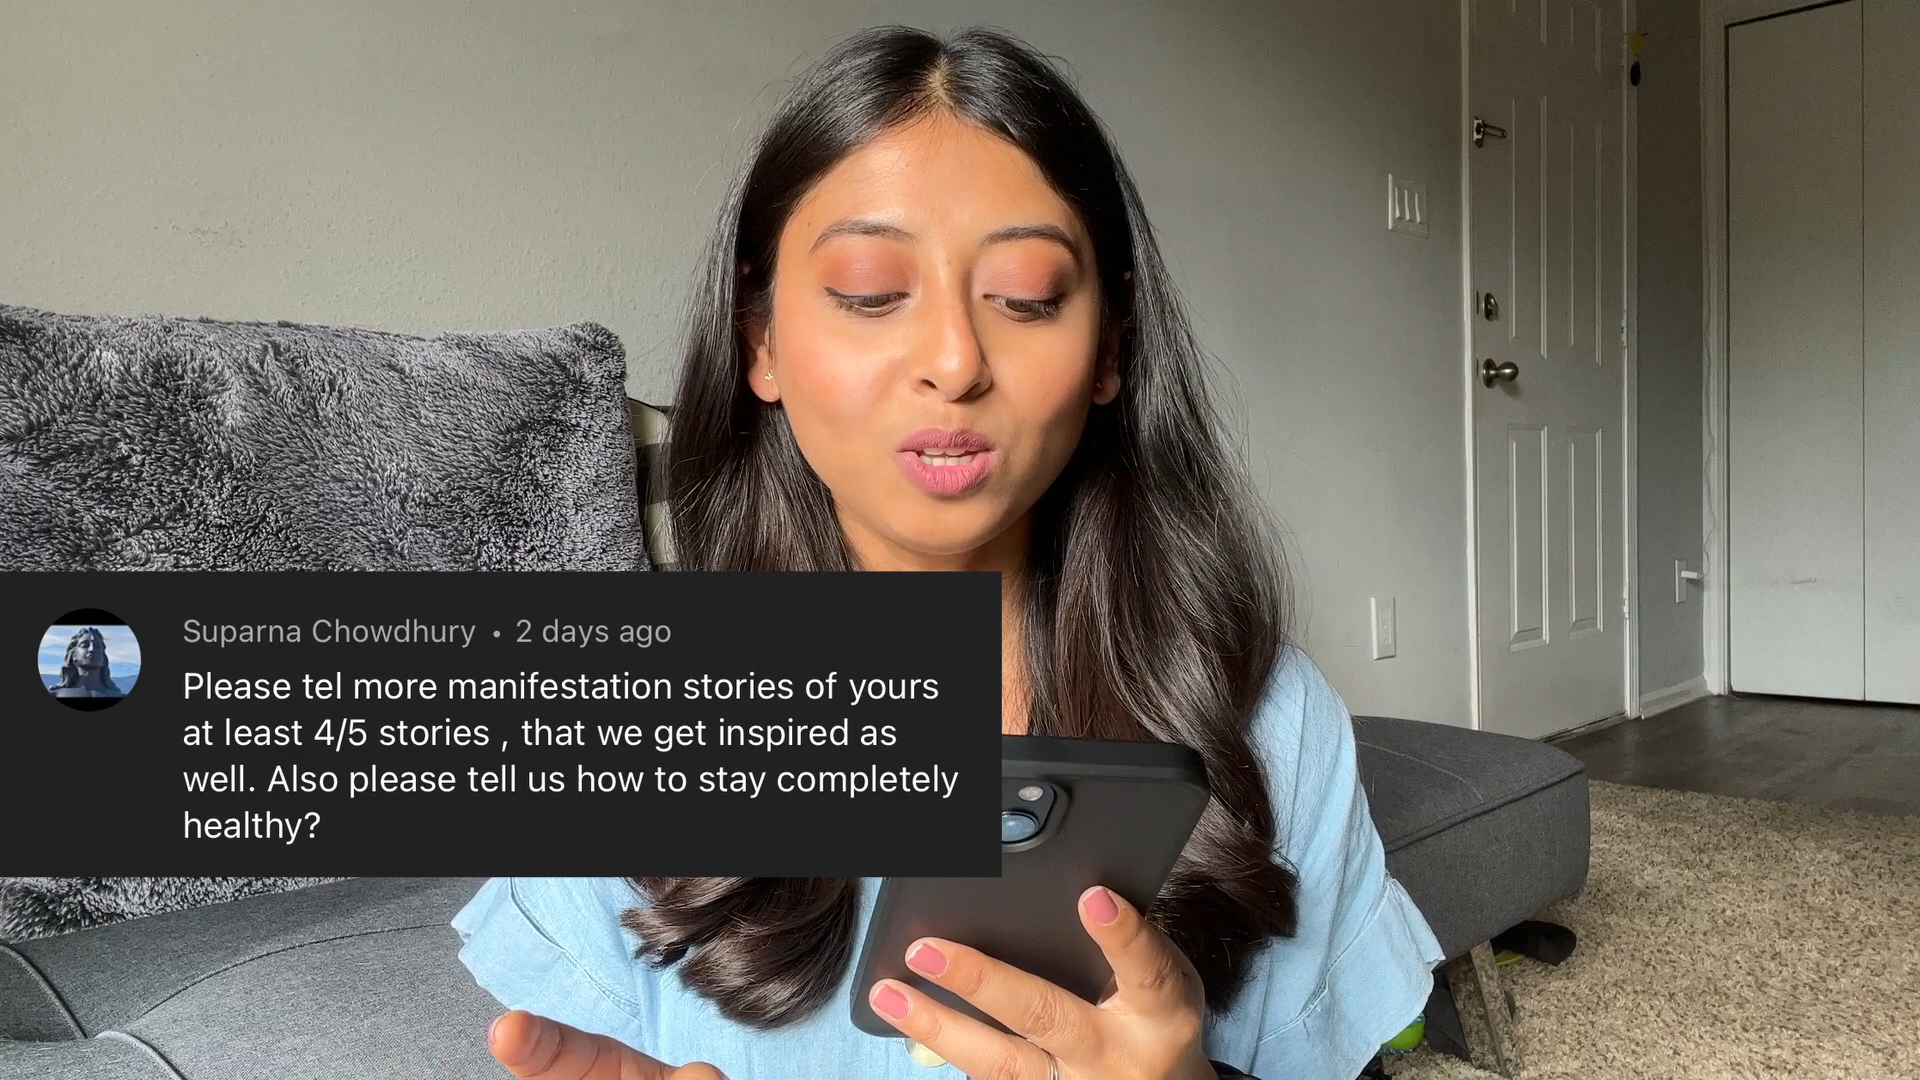 Suparna Chowdhury • 2 days ago
Please tel more manifestation stories of yours
at least 4/5 stories , that we get inspired as
well. Also please tell us how to stay completely
healthy?